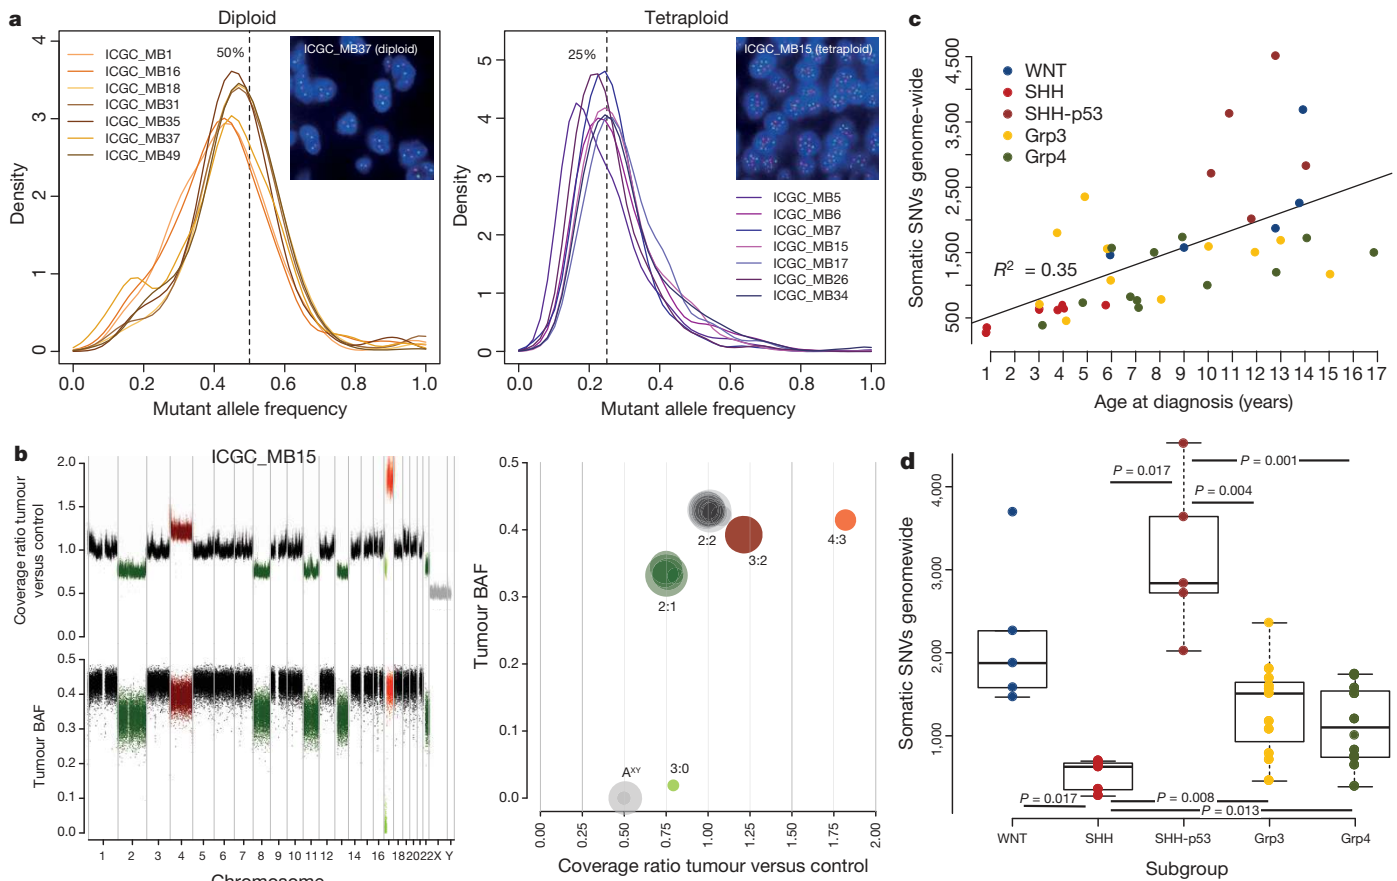 a
Diploid
ICGC_MB1
ICGC_MB16
ICGC_MB18
ICGC_MB31
ICGC_MB35
ICGC_MB37
ICGC_MB49
50%
ICGC_MB37 (diploid)
Density
0
1
2
3
4
0.0
0.2
0.4
0.6
0.8
1.0
Mutant allele frequency
Tetraploid
25%
ICGC_MB15 (tetraploid)
ICGC_MB5
ICGC_MB6
ICGC_MB7
ICGC_MB15
ICGC_MB17
ICGC_MB26
ICGC_MB34
Density
0
1
2
3
4
5
0.0
0.2
0.4
0.6
0.8
1.0
Mutant allele frequency
c
WNT
SHH
SHH-p53
Grp3
Grp4
R² = 0.35
Somatic SNVs genome-wide
500
1,500
2,500
3,500
4,500
1 2 3 4 5 6 7 8 9 10 11 12 13 14 15 16 17
Age at diagnosis (years)
b
ICGC_MB15
Coverage ratio tumour
versus control
2.0
1.5
1.0
0.5
0.0
Tumour BAF
0.5
0.4
0.3
0.2
0.1
0.0
1 2 3 4 5 6 7 8 9 10 11 12 14 16 18 20 22 X Y
Chromosome
Tumour BAF
0.5
0.4
0.3
0.2
0.1
0.0
2:2
3:2
4:3
2:1
Aˣʸ
3:0
0.00
0.25
0.50
0.75
1.00
1.25
1.50
1.75
2.00
Coverage ratio tumour versus control
d
Somatic SNVs genomewide
4,000
3,000
2,000
1,000
P = 0.001
P = 0.017
P = 0.004
P = 0.017
P = 0.008
P = 0.013
WNT
SHH
SHH-p53
Grp3
Grp4
Subgroup